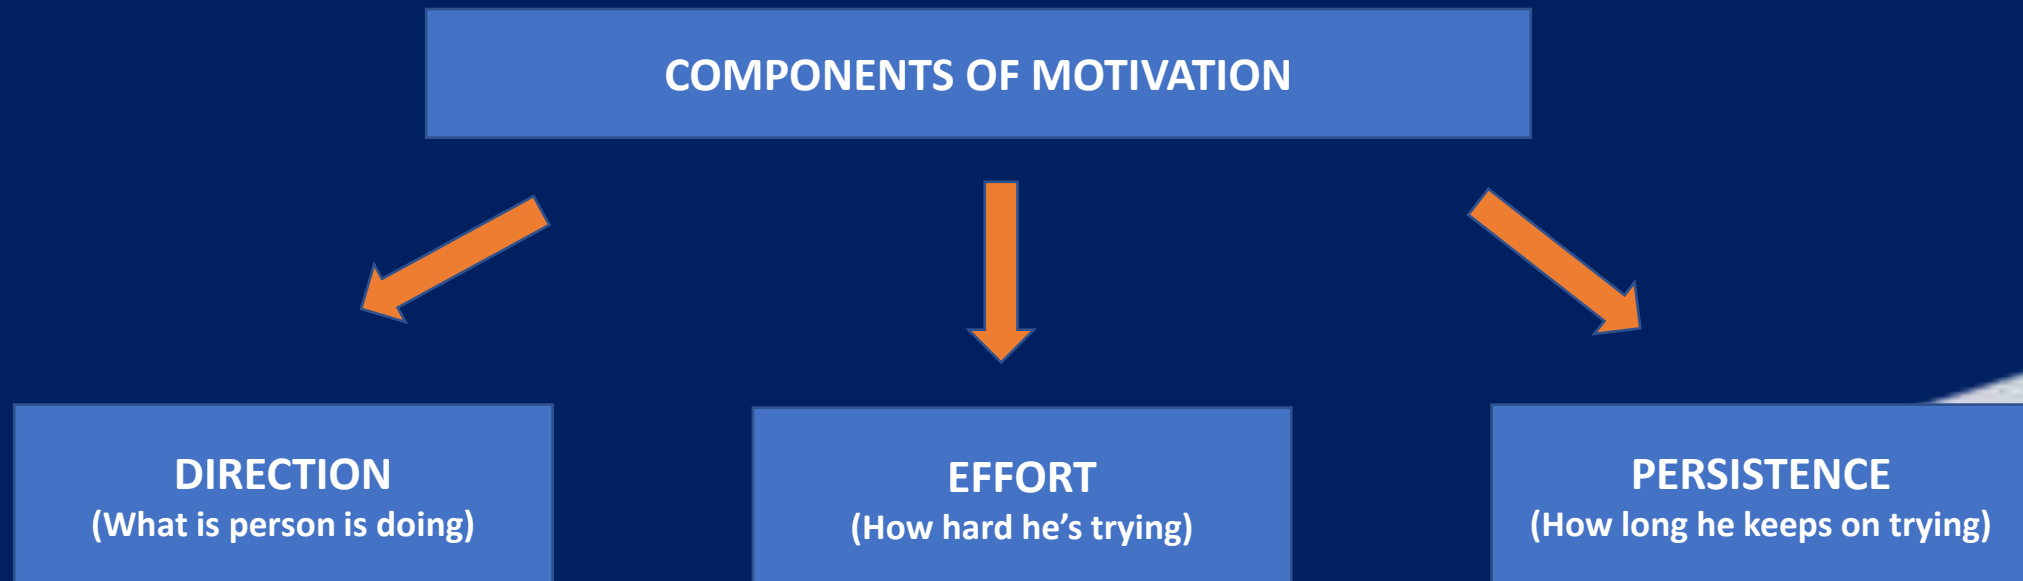 COMPONENTS OF MOTIVATION
DIRECTION
(What is person is doing)
EFFORT
(How hard he’s trying)
PERSISTENCE
(How long he keeps on trying)